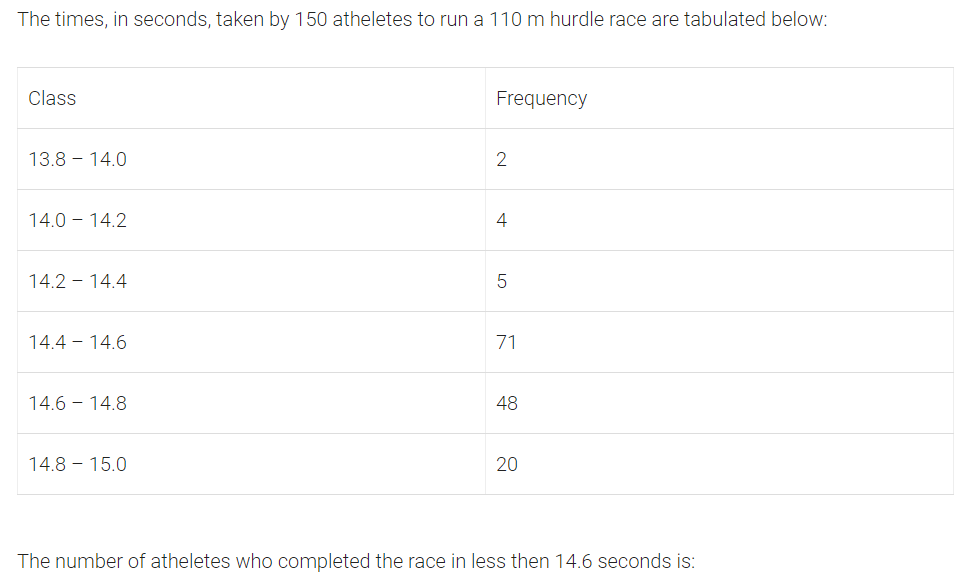 The times, in seconds, taken by 150 atheletes to run a 110 m hurdle race are tabulated below:
Class Frequency
13.8 – 14.0 2
14.0 – 14.2 4
14.2 – 14.4 5
14.4 – 14.6 71
14.6 – 14.8 48
14.8 – 15.0 20
The number of atheletes who completed the race in less then 14.6 seconds is: